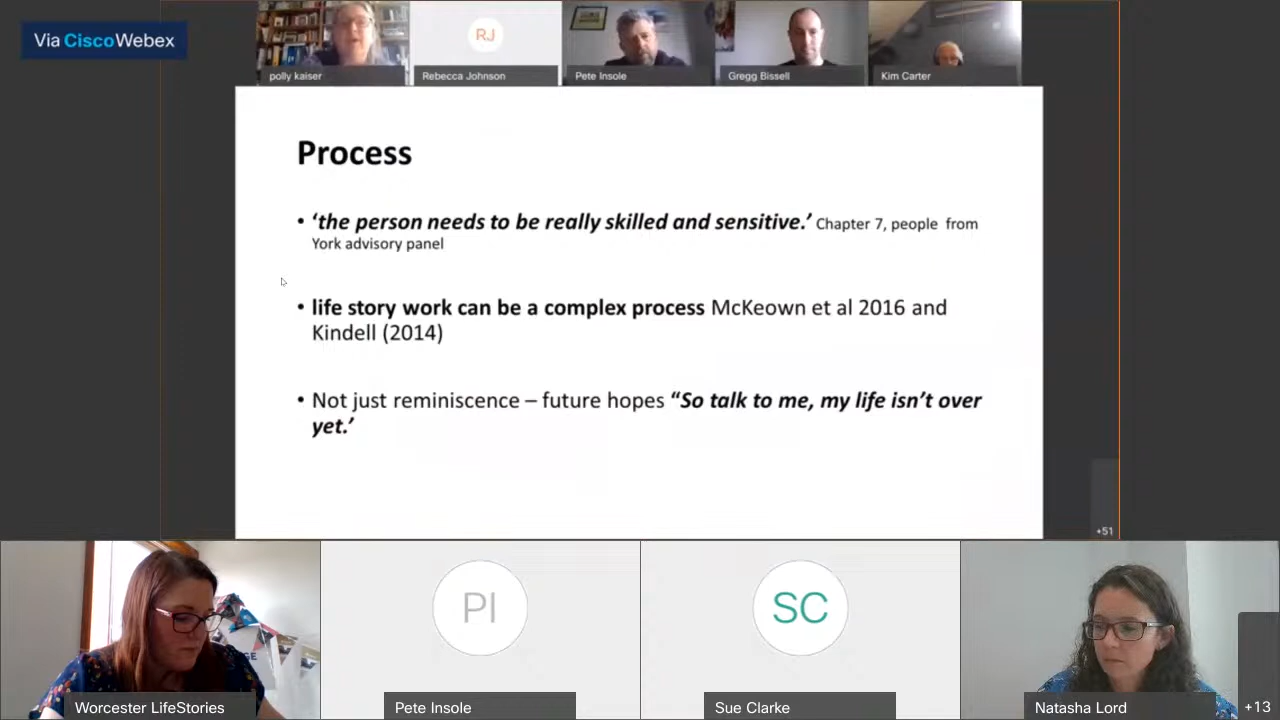 Via Cisco Webex
RJ
polly kaiser
Rebecca Johnson
Pete Insole
Gregg Bissell
Kim Carter
Process
• ‘the person needs to be really skilled and sensitive.’ Chapter 7, people from
York advisory panel
• life story work can be a complex process McKeown et al 2016 and
Kindell (2014)
• Not just reminiscence – future hopes “So talk to me, my life isn’t over
yet.’
+51
PI
SC
Worcester LifeStories
Pete Insole
Sue Clarke
Natasha Lord
+13